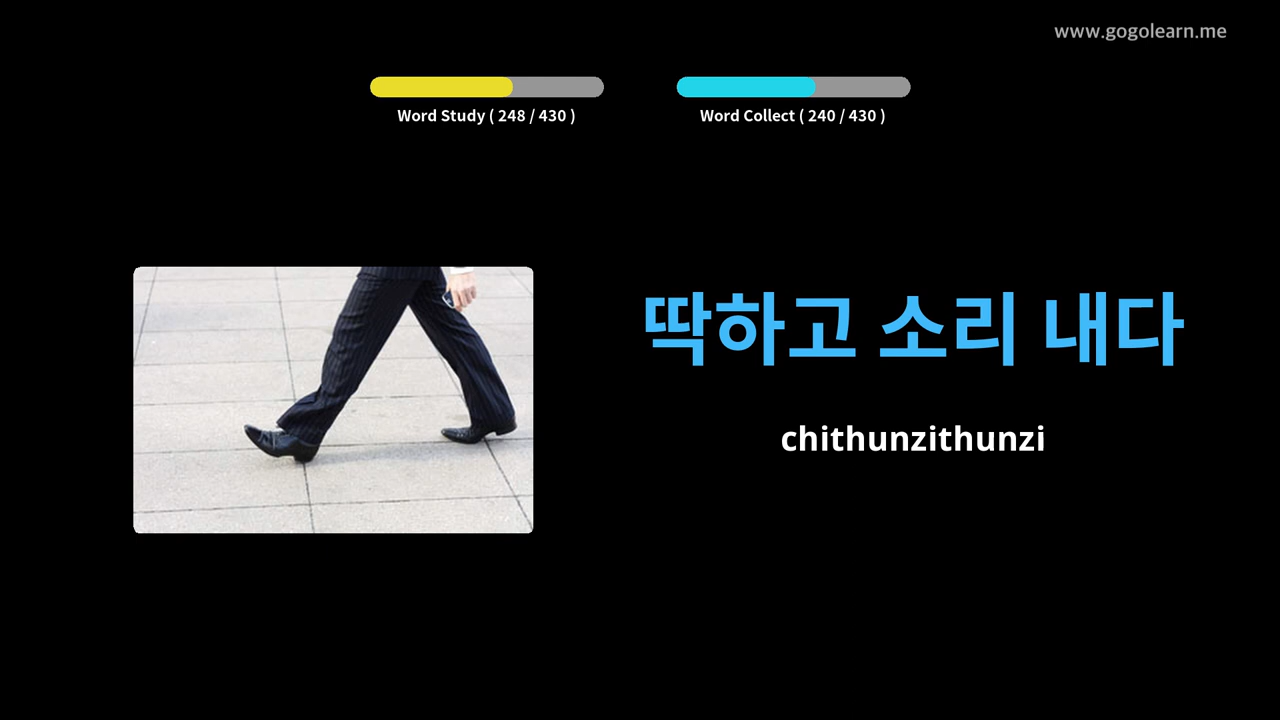 www.gogolearn.me
Word Study ( 248 / 430 )
Word Collect ( 240 / 430 )
딱하고 소리 내다
chithunzithunzi